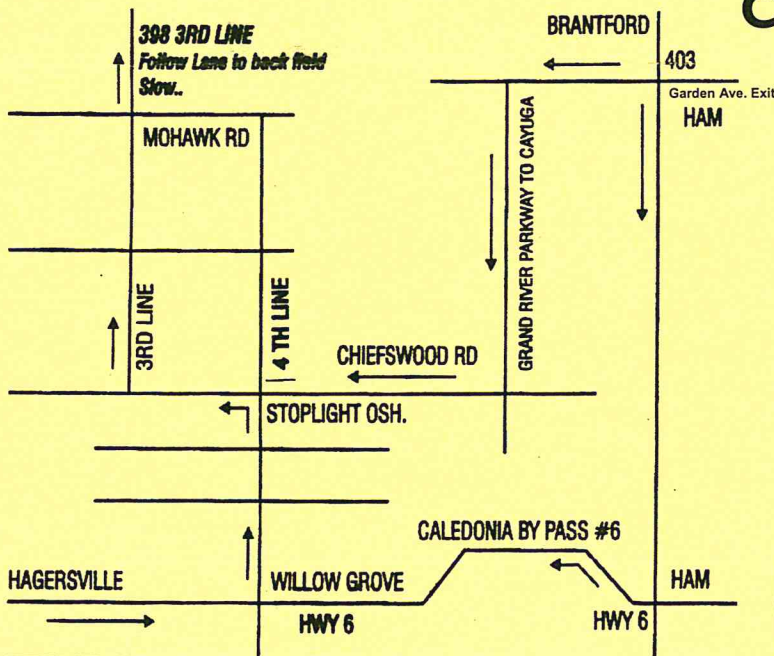 398 3RD LINE
Follow Lane to back field
Slow..
BRANTFORD
403
Garden Ave. Exit
HAM
MOHAWK RD
GRAND RIVER PARKWAY TO CAYUGA
3RD LINE
4 TH LINE
CHIEFSWOOD RD
STOPLIGHT OSH.
CALEDONIA BY PASS #6
HAGERSVILLE
WILLOW GROVE
HAM
HWY 6
HWY 6